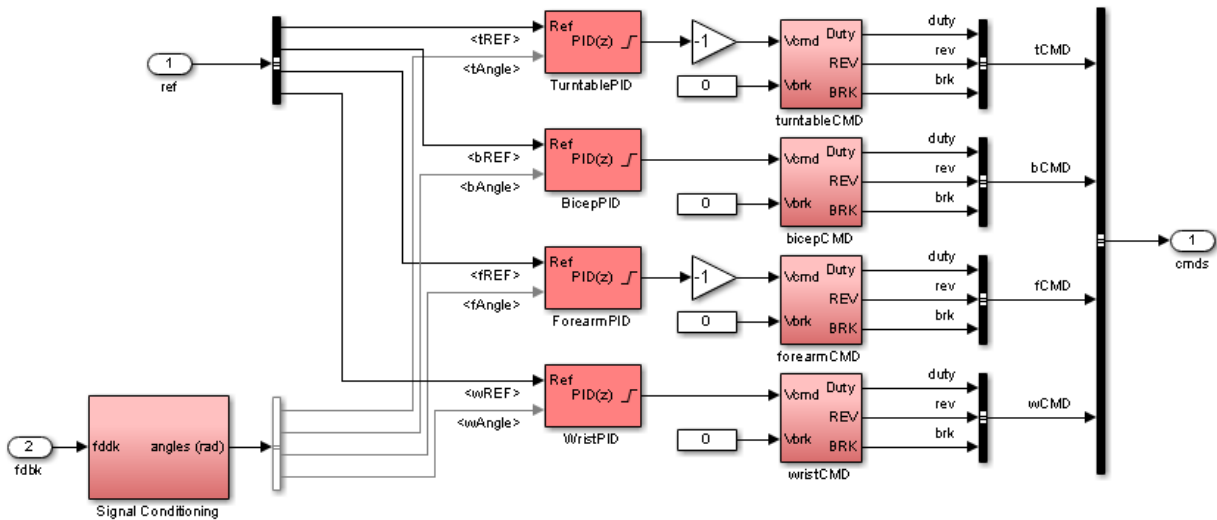 1
ref
<tREF>
<tAngle>
Ref
PID(z)
TurntablePID
-1
0
Vcmd
Vbrk
Duty
REV
BRK
turntableCMD
duty
rev
brk
tCMD
<bREF>
<bAngle>
Ref
PID(z)
BicepPID
0
Vcmd
Vbrk
Duty
REV
BRK
bicepCMD
duty
rev
brk
bCMD
1
cmds
<fREF>
<fAngle>
Ref
PID(z)
ForearmPID
-1
0
Vcmd
Vbrk
Duty
REV
BRK
forearmCMD
duty
rev
brk
fCMD
<wREF>
<wAngle>
Ref
PID(z)
WristPID
0
Vcmd
Vbrk
Duty
REV
BRK
wristCMD
duty
rev
brk
wCMD
2
fdbk
fddk
angles (rad)
Signal Conditioning